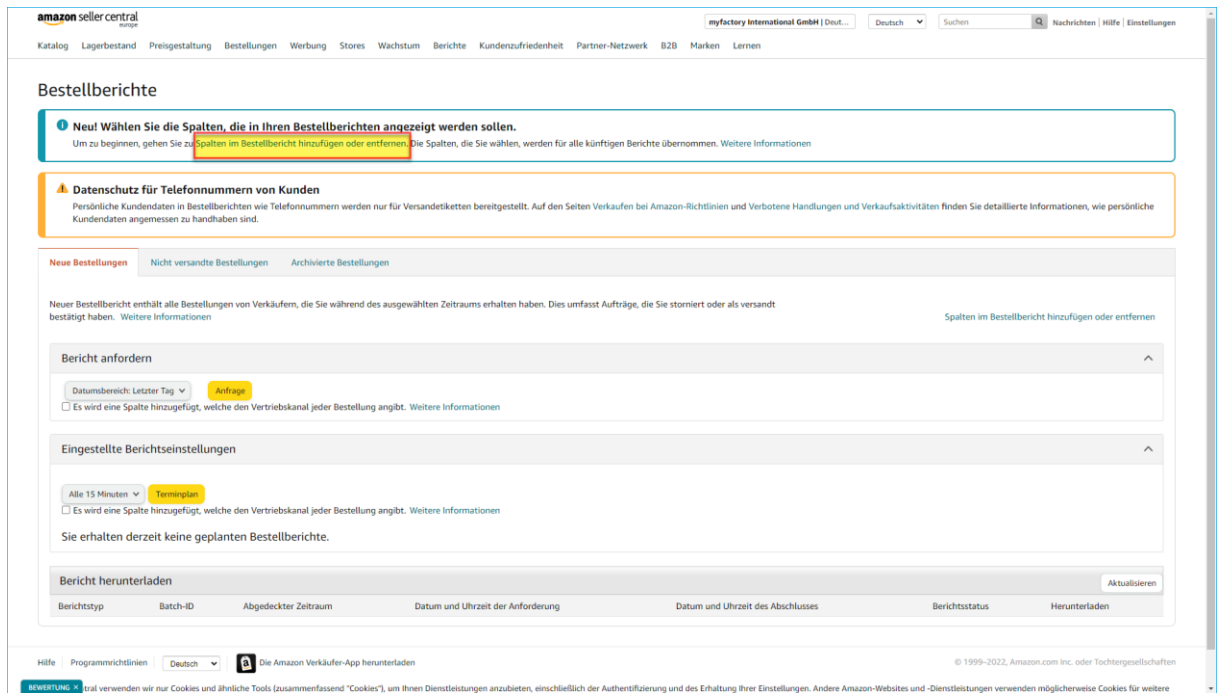 amazon seller central
europe
myfactory International GmbH | Deut...
Deutsch
Suchen
Nachrichten | Hilfe | Einstellungen
Katalog Lagerbestand Preisgestaltung Bestellungen Werbung Stores Wachstum Berichte Kundenzufriedenheit Partner-Netzwerk B2B Marken Lernen
Bestellberichte
Neu! Wählen Sie die Spalten, die in Ihren Bestellberichten angezeigt werden sollen.
Um zu beginnen, gehen Sie zu Spalten im Bestellbericht hinzufügen oder entfernen. Die Spalten, die Sie wählen, werden für alle künftigen Berichte übernommen. Weitere Informationen
Datenschutz für Telefonnummern von Kunden
Persönliche Kundendaten in Bestellberichten wie Telefonnummern werden nur für Versandetiketten bereitgestellt. Auf den Seiten Verkaufen bei Amazon-Richtlinien und Verbotene Handlungen und Verkaufsaktivitäten finden Sie detaillierte Informationen, wie persönliche
Kundendaten angemessen zu handhaben sind.
Neue Bestellungen Nicht versandte Bestellungen Archivierte Bestellungen
Neuer Bestellbericht enthält alle Bestellungen von Verkäufern, die Sie während des ausgewählten Zeitraums erhalten haben. Dies umfasst Aufträge, die Sie storniert oder als versandt
bestätigt haben. Weitere Informationen
Spalten im Bestellbericht hinzufügen oder entfernen
Bericht anfordern
Datumsbereich: Letzter Tag Anfrage
Es wird eine Spalte hinzugefügt, welche den Vertriebskanal jeder Bestellung angibt. Weitere Informationen
Eingestellte Berichtseinstellungen
Alle 15 Minuten Terminplan
Es wird eine Spalte hinzugefügt, welche den Vertriebskanal jeder Bestellung angibt. Weitere Informationen
Sie erhalten derzeit keine geplanten Bestellberichte.
Bericht herunterladen
Aktualisieren
Berichtstyp Batch-ID Abgedeckter Zeitraum Datum und Uhrzeit der Anforderung Datum und Uhrzeit des Abschlusses Berichtsstatus Herunterladen
Hilfe Programmrichtlinien Deutsch Die Amazon Verkäufer-App herunterladen
© 1999–2022, Amazon.com Inc. oder Tochtergesellschaften
BEWERTUNG ×
tral verwenden wir nur Cookies und ähnliche Tools (zusammenfassend "Cookies"), um Ihnen Dienstleistungen anzubieten, einschließlich der Authentifizierung und des Erhaltung Ihrer Einstellungen. Andere Amazon-Websites und -Dienstleistungen verwenden möglicherweise Cookies für weitere